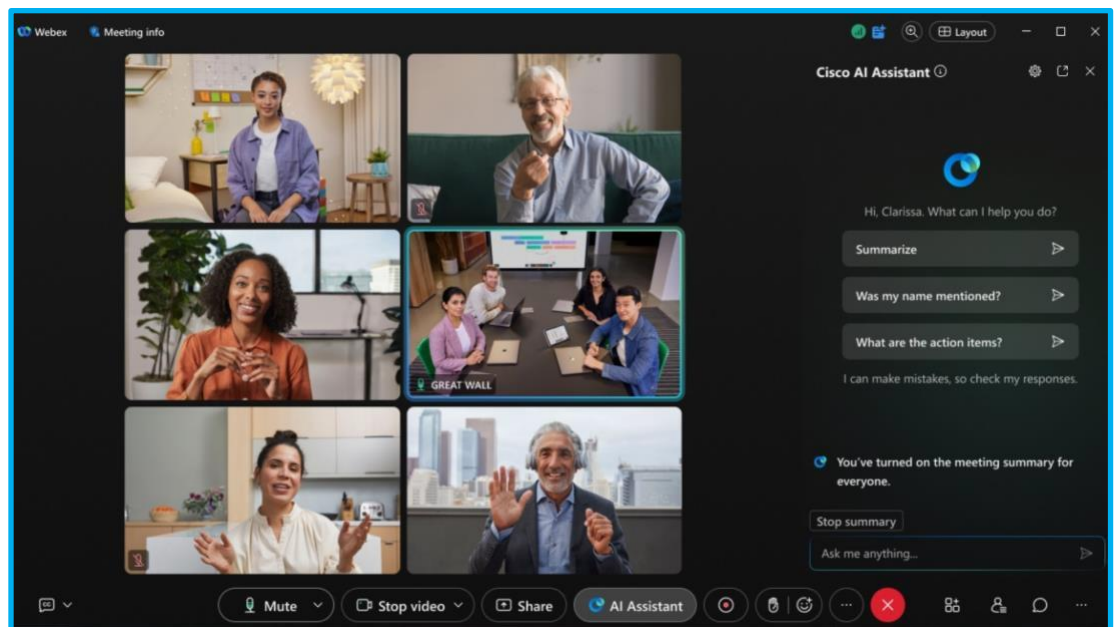 Webex
Meeting info
Layout
Cisco AI Assistant
Hi, Clarissa. What can I help you do?
Summarize
Was my name mentioned?
What are the action items?
I can make mistakes, so check my responses.
GREAT WALL
You've turned on the meeting summary for
everyone.
Stop summary
Ask me anything...
CC
Mute
Stop video
Share
AI Assistant